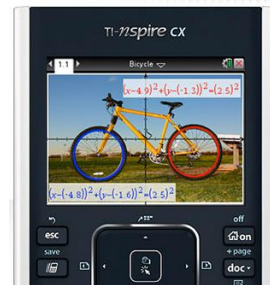 TI-nspire CX
1.1 Bicycle
(x-4.9)²+(y-(-1.3))²=(2.5)²
(x-(-4.8))²+(y-(-1.6))²=(2.5)²
off
esc
on
save
+page
doc